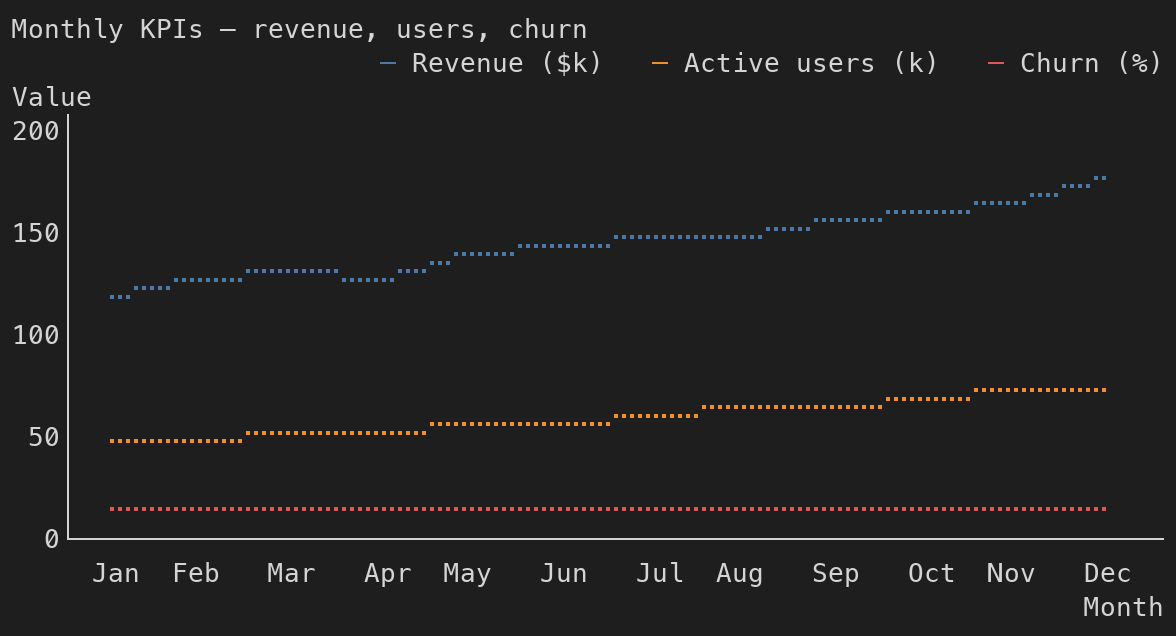 Monthly KPIs — revenue, users, churn
— Revenue ($k) — Active users (k) — Churn (%)
Value
200
150
100
50
0
Jan Feb Mar Apr May Jun Jul Aug Sep Oct Nov Dec
Month